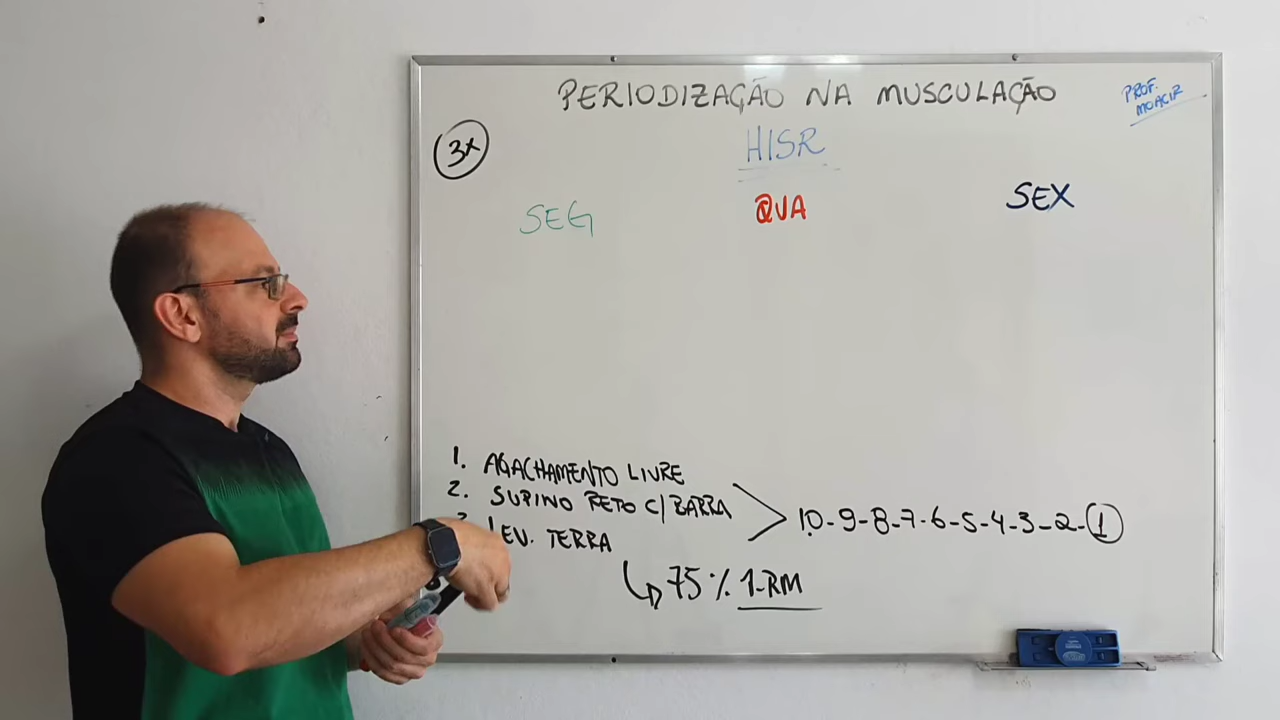 PERIODIZAÇÃO NA MUSCULAÇÃO
PROF. MOACIR
3x
HISR
SEG
QUA
SEX
1. AGACHAMENTO LIVRE
2. SUPINO RETO C/ BARRA
3. LEV. TERRA
10-9-8-7-6-5-4-3-2-1
75% 1-RM